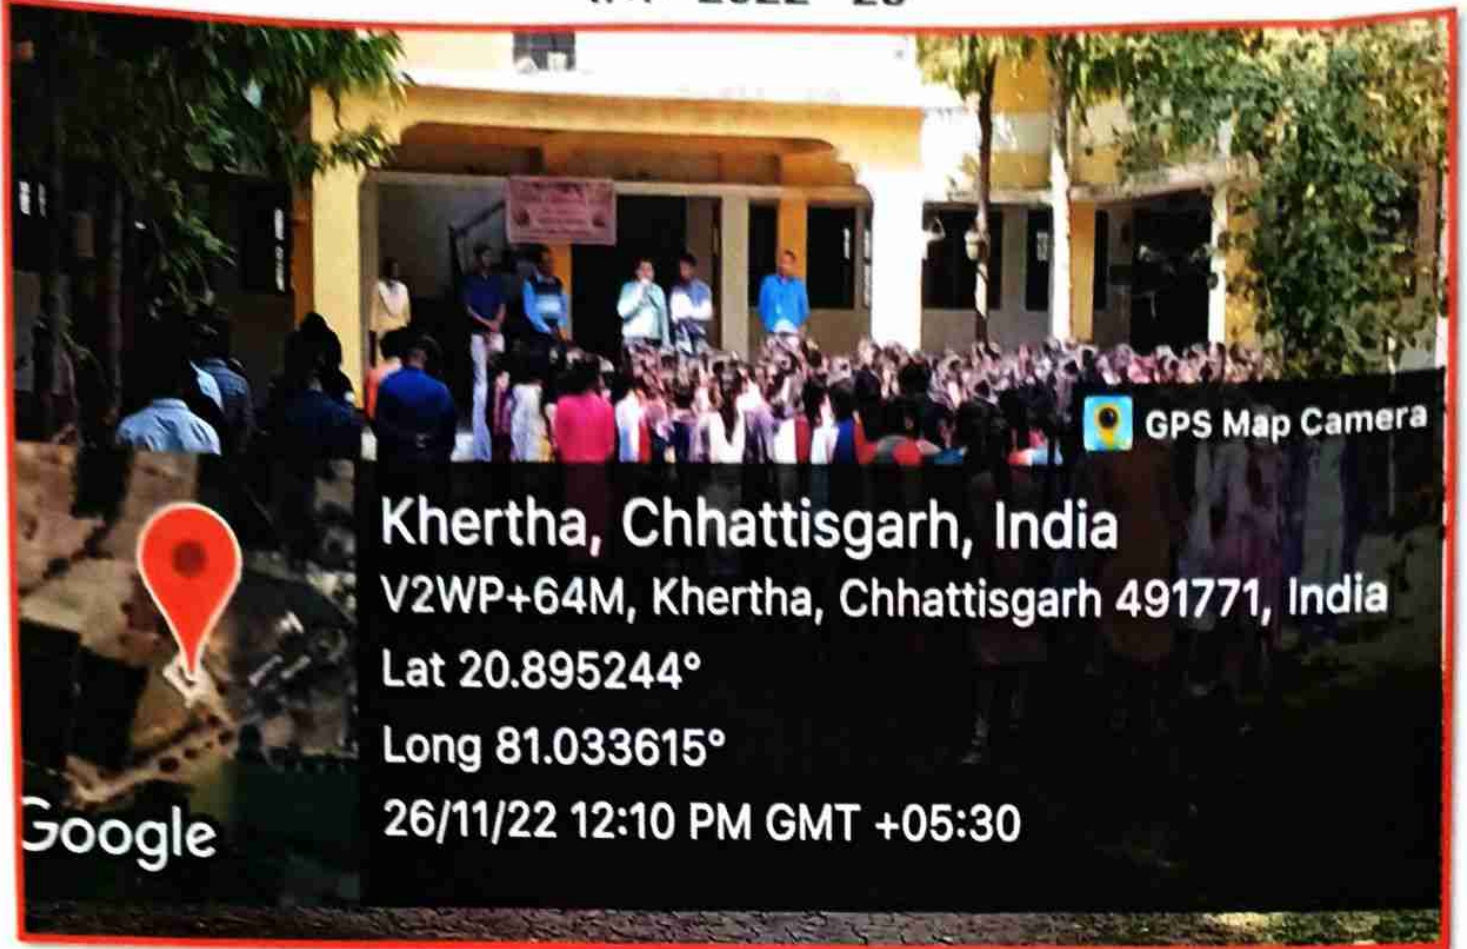 GPS Map Camera
Khertha, Chhattisgarh, India
V2WP+64M, Khertha, Chhattisgarh 491771, India
Lat 20.895244°
Long 81.033615°
26/11/22 12:10 PM GMT +05:30
Google